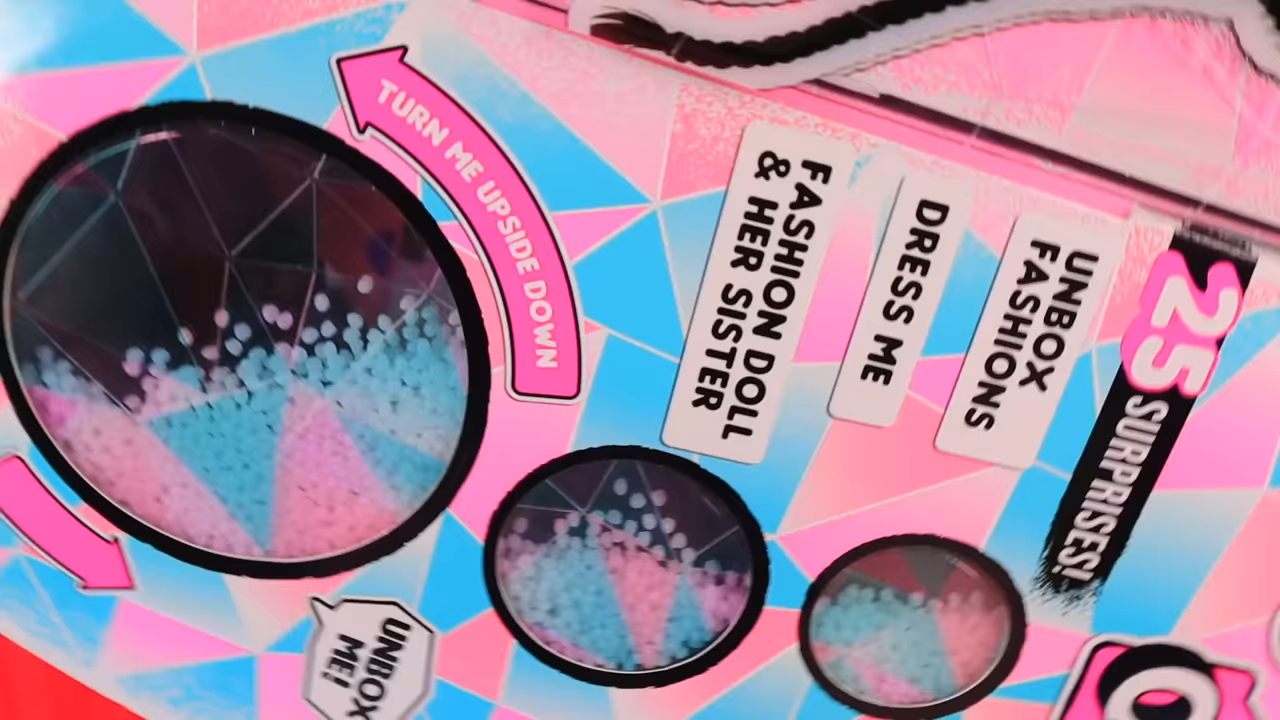 25 SURPRISES!
UNBOX
FASHIONS
DRESS ME
FASHION DOLL
& HER SISTER
TURN ME UPSIDE DOWN
UNBOX
ME!